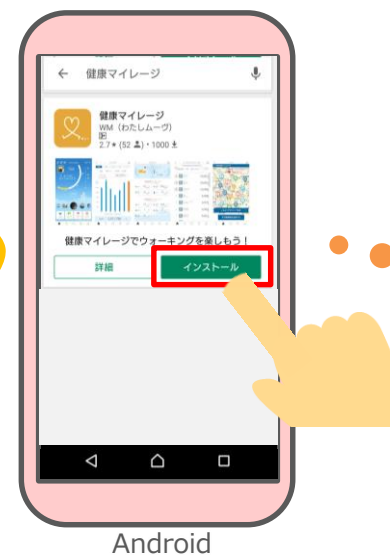 健康マイレージ
健康マイレージ
WM（わたしムーヴ）
2.7★ (52 ) • 1000
健康マイレージでウォーキングを楽しもう！
詳細
インストール
Android